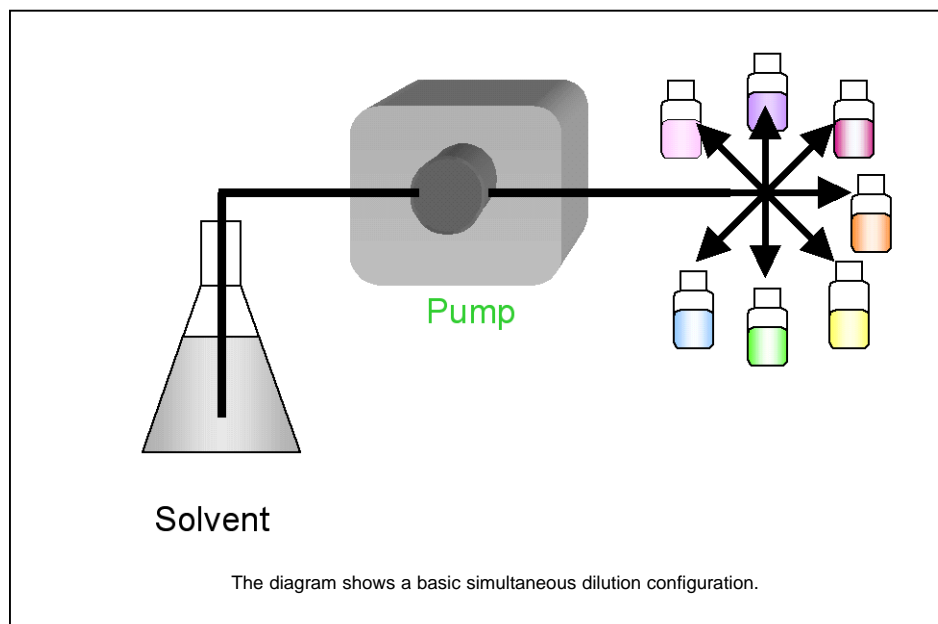 Pump
Solvent
The diagram shows a basic simultaneous dilution configuration.